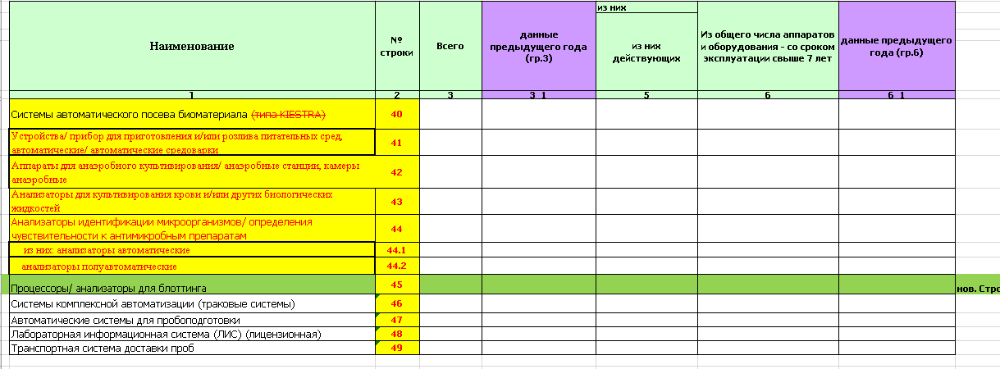 из них
Наименование
№
строки
Всего
данные
предыдущего года
(гр.3)
из них
действующих
Из общего числа аппаратов
и оборудования - со сроком
эксплуатации свыше 7 лет
данные предыдущего
года (гр.6)
1 2 3 3_1 5 6 6_1
Системы автоматического посева биоматериала (типа KIESTRA) 40
Устройства/ прибор для приготовления и/или розлива питательных сред,
автоматические/ автоматические средоварки 41
Аппараты для анаэробного культивирования/ анаэробные станции, камеры
анаэробные 42
Анализаторы для культивирования крови и/или других биологических
жидкостей 43
Анализаторы идентификации микроорганизмов/ определения
чувствительности к антимикробным препаратам 44
из них: анализаторы автоматические 44.1
анализаторы полуавтоматические 44.2
Процессоры/ анализаторы для блоттинга 45 нов. Стро
Системы комплексной автоматизации (траковые системы) 46
Автоматические системы для пробоподготовки 47
Лабораторная информационная система (ЛИС) (лицензионная) 48
Транспортная система доставки проб 49